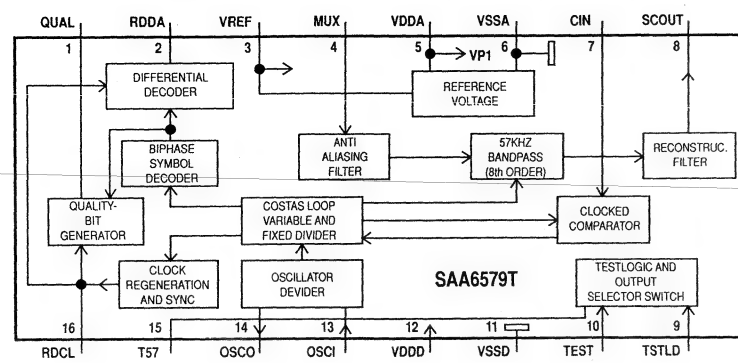 QUAL RDDA VREF MUX VDDA VSSA CIN SCOUT
1 2 3 4 5 VP1 6 7 8
DIFFERENTIAL
DECODER
REFERENCE
VOLTAGE
BIPHASE
SYMBOL
DECODER
ANTI
ALIASING
FILTER
57KHZ
BANDPASS
(8th ORDER)
RECONSTRUC.
FILTER
QUALITY-
BIT
GENERATOR
COSTAS LOOP
VARIABLE AND
FIXED DIVIDER
CLOCKED
COMPARATOR
CLOCK
REGENERATION
AND SYNC
OSCILLATOR
DEVIDER
SAA6579T
TESTLOGIC AND
OUTPUT
SELECTOR SWITCH
16 15 14 13 12 11 10 9
RDCL T57 OSCO OSCI VDDD VSSD TEST TSTLD